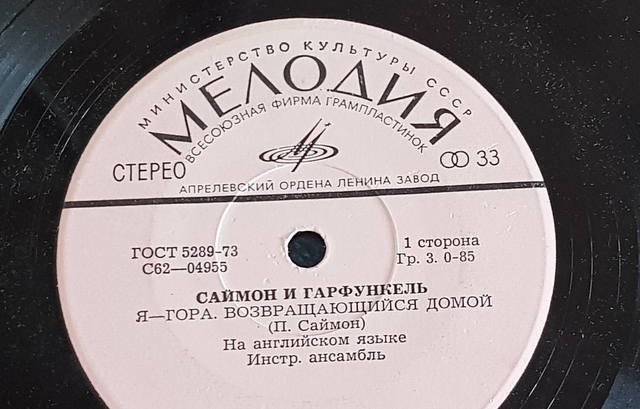 МИНИСТЕРСТВО КУЛЬТУРЫ СССР
МЕЛОДИЯ
ВСЕСОЮЗНАЯ ФИРМА ГРАМПЛАСТИНОК
СТЕРЕО
33
АПРЕЛЕВСКИЙ ОРДЕНА ЛЕНИНА ЗАВОД
ГОСТ 5289-73
С62—04955
1 сторона
Гр. 3. 0-85
САЙМОН И ГАРФУНКЕЛЬ
Я—ГОРА. ВОЗВРАЩАЮЩИЙСЯ ДОМОЙ
(П. Саймон)
На английском языке
Инстр. ансамбль